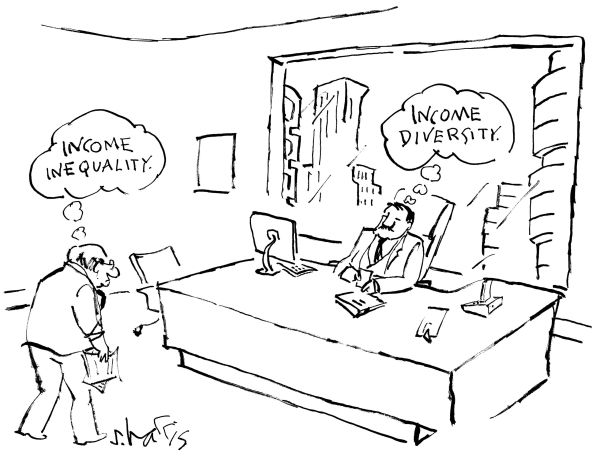 INCOME
INEQUALITY.
INCOME
DIVERSITY.
S. Harris